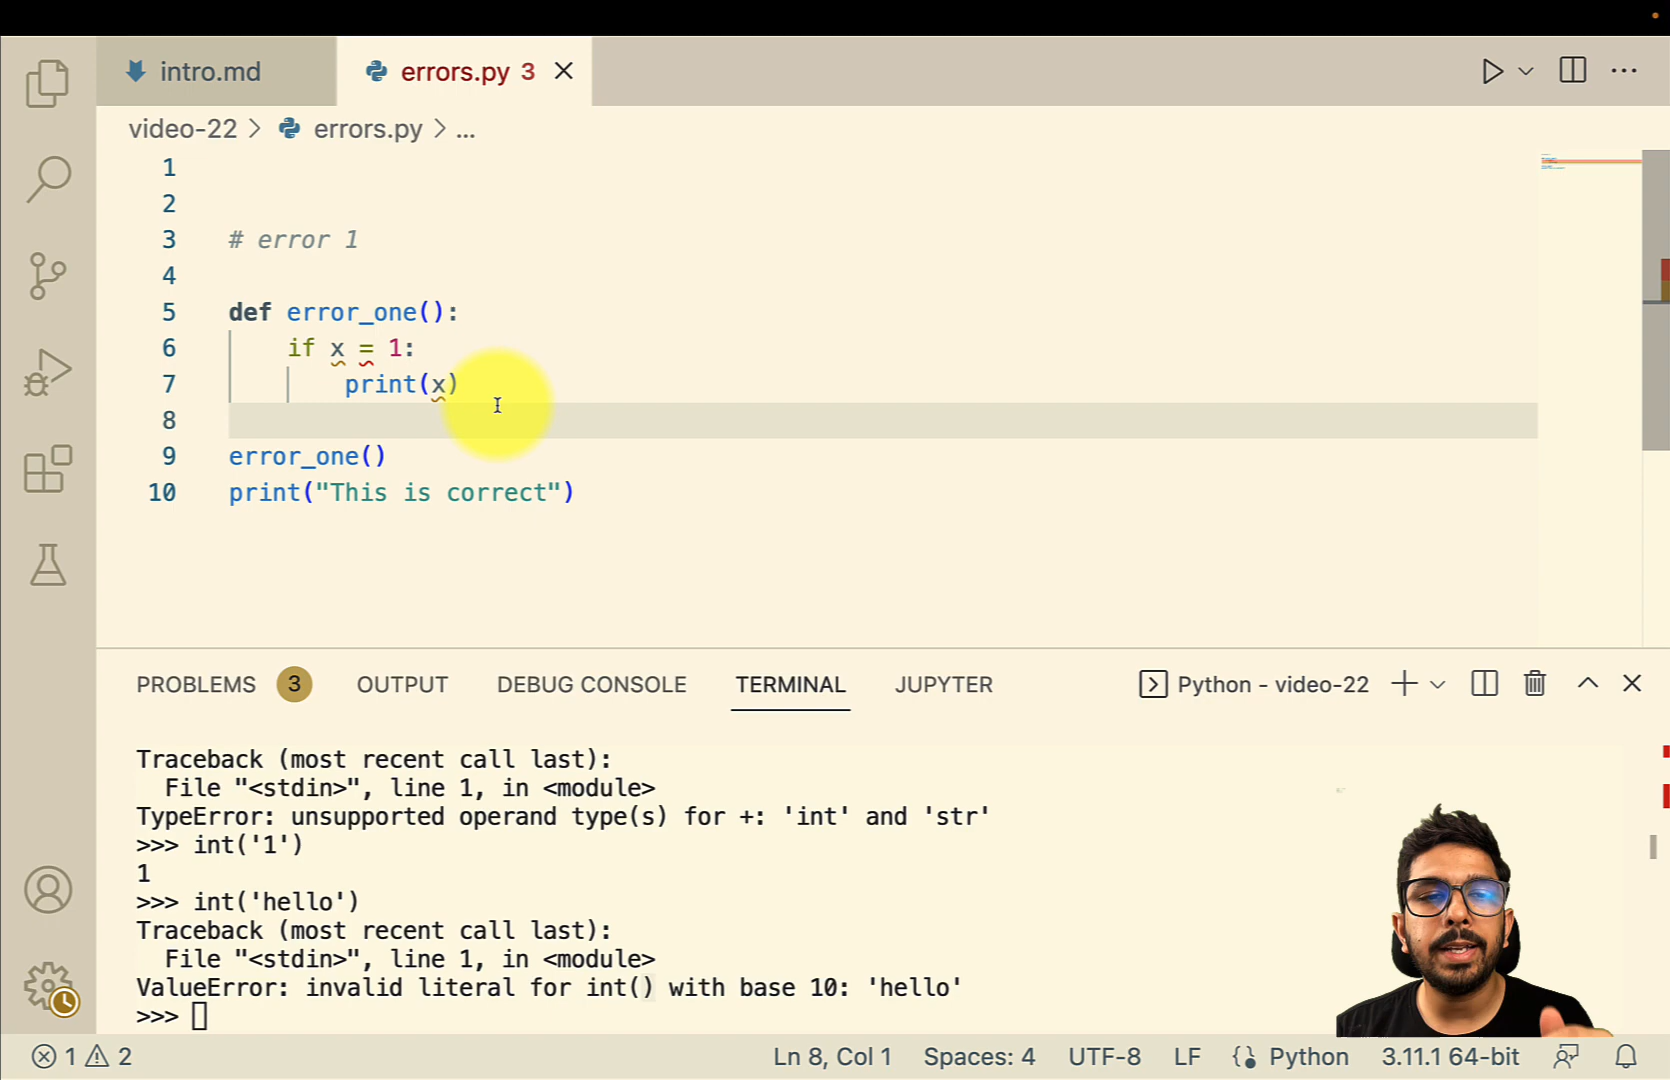 intro.md
errors.py 3
video-22 > errors.py > ...
1
2
3 # error 1
4
5 def error_one():
6 if x = 1:
7 print(x)
8
9 error_one()
10 print("This is correct")
PROBLEMS 3 OUTPUT DEBUG CONSOLE TERMINAL JUPYTER Python - video-22
Traceback (most recent call last):
File "<stdin>", line 1, in <module>
TypeError: unsupported operand type(s) for +: 'int' and 'str'
>>> int('1')
1
>>> int('hello')
Traceback (most recent call last):
File "<stdin>", line 1, in <module>
ValueError: invalid literal for int() with base 10: 'hello'
>>>
1 2 Ln 8, Col 1 Spaces: 4 UTF-8 LF Python 3.11.1 64-bit